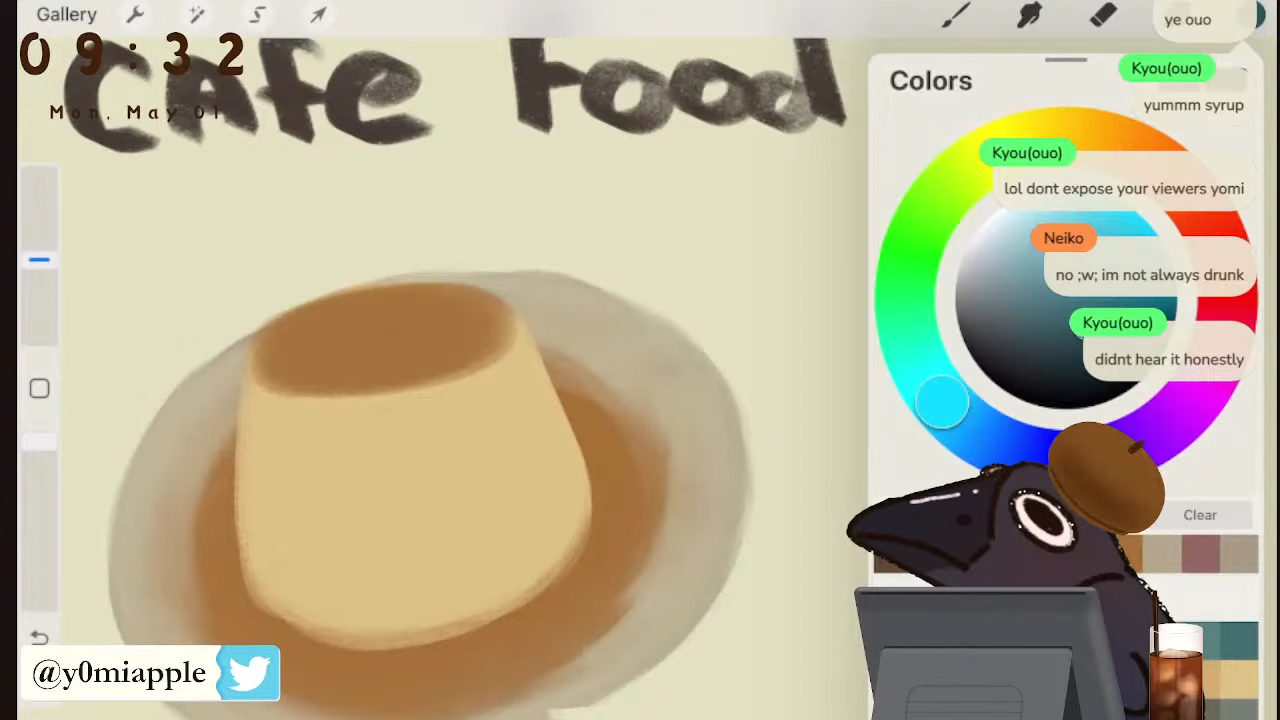 Gallery
09:32
Mon, May 01
Cafe Food
Colors
ye ouo
Kyou(ouo)
yummm syrup
Kyou(ouo)
lol dont expose your viewers yomi
Neiko
no ;w; im not always drunk
Kyou(ouo)
didnt hear it honestly
Clear
@y0miapple